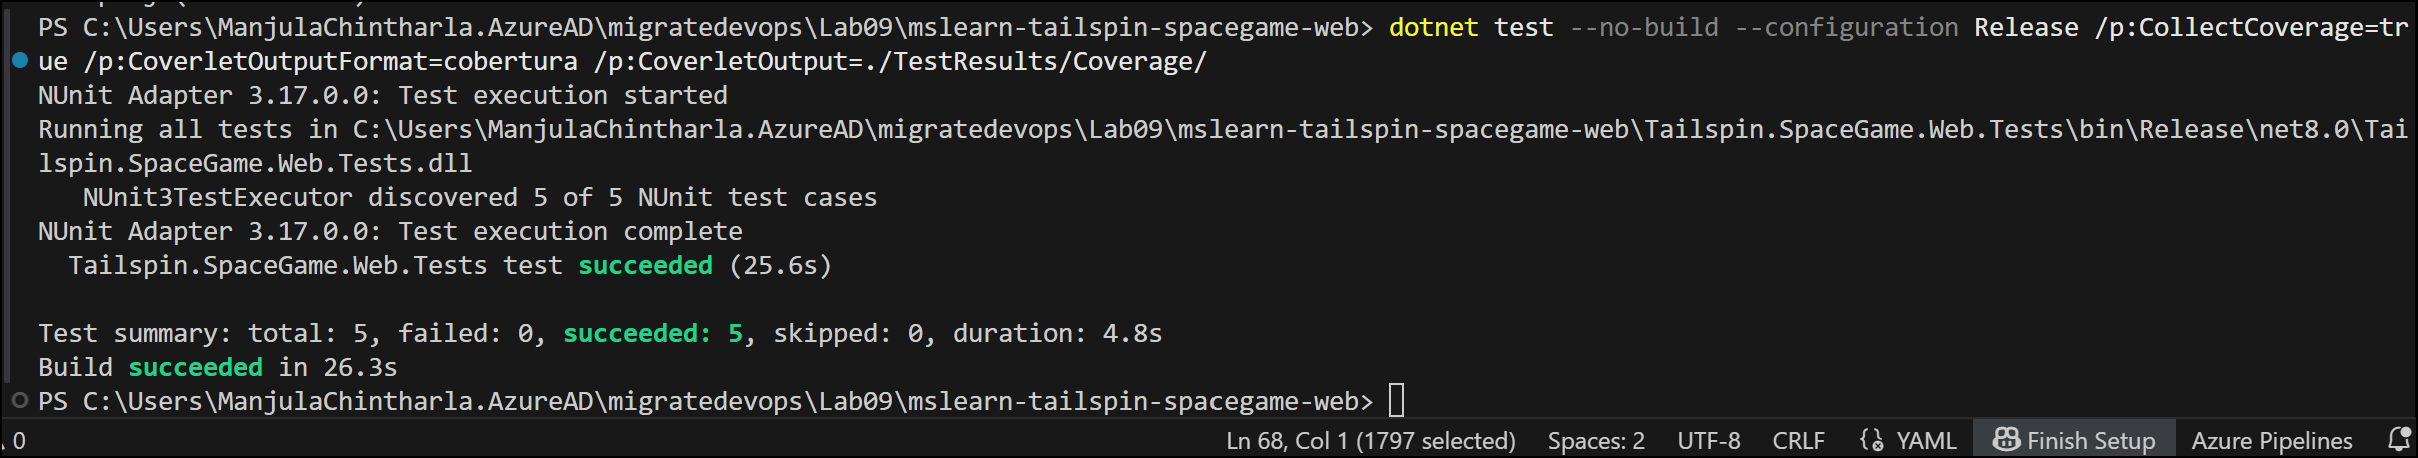 PS C:\Users\ManjulaChintharla.AzureAD\migratedevops\Lab09\mslearn-tailspin-spacegame-web> dotnet test --no-build --configuration Release /p:CollectCoverage=tr
ue /p:CoverletOutputFormat=cobertura /p:CoverletOutput=./TestResults/Coverage/
NUnit Adapter 3.17.0.0: Test execution started
Running all tests in C:\Users\ManjulaChintharla.AzureAD\migratedevops\Lab09\mslearn-tailspin-spacegame-web\Tailspin.SpaceGame.Web.Tests\bin\Release\net8.0\Tai
lspin.SpaceGame.Web.Tests.dll
   NUnit3TestExecutor discovered 5 of 5 NUnit test cases
NUnit Adapter 3.17.0.0: Test execution complete
  Tailspin.SpaceGame.Web.Tests test succeeded (25.6s)

Test summary: total: 5, failed: 0, succeeded: 5, skipped: 0, duration: 4.8s
Build succeeded in 26.3s
PS C:\Users\ManjulaChintharla.AzureAD\migratedevops\Lab09\mslearn-tailspin-spacegame-web>
0 Ln 68, Col 1 (1797 selected) Spaces: 2 UTF-8 CRLF YAML Finish Setup Azure Pipelines